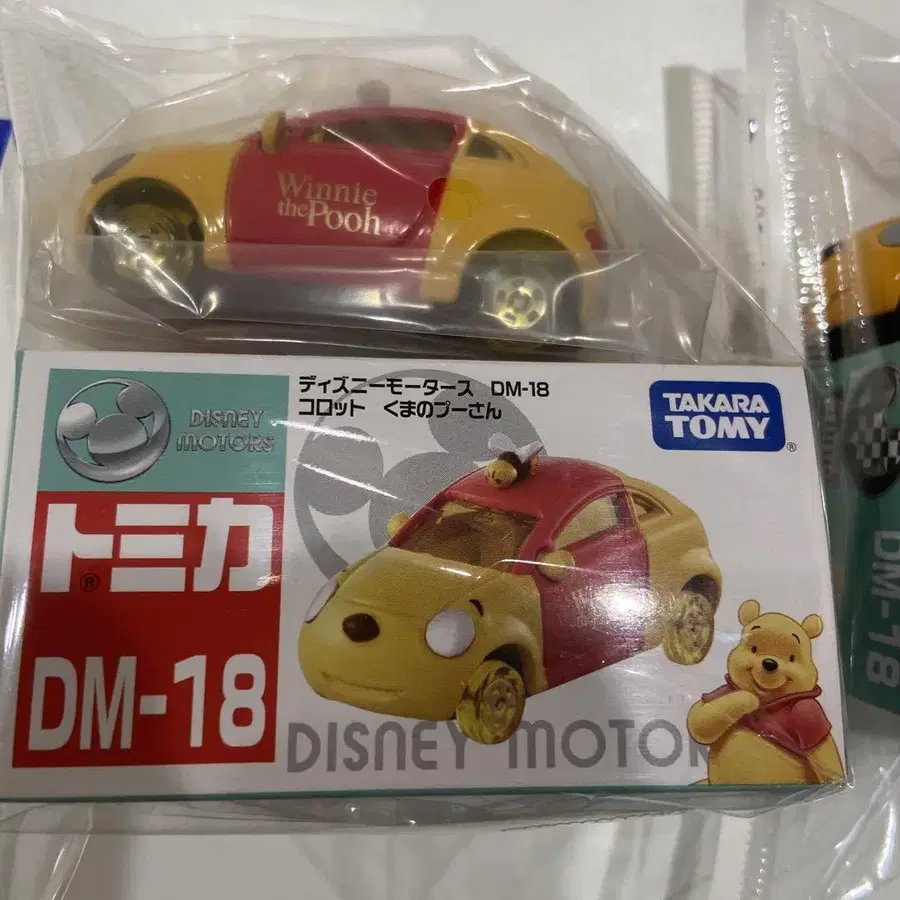 Winnie
the Pooh
ディズニーモータース DM-18
コロット くまのプーさん
TAKARA
TOMY
DISNEY
MOTORS
トミカ
DM-18
DISNEY MOTOR
DM-18